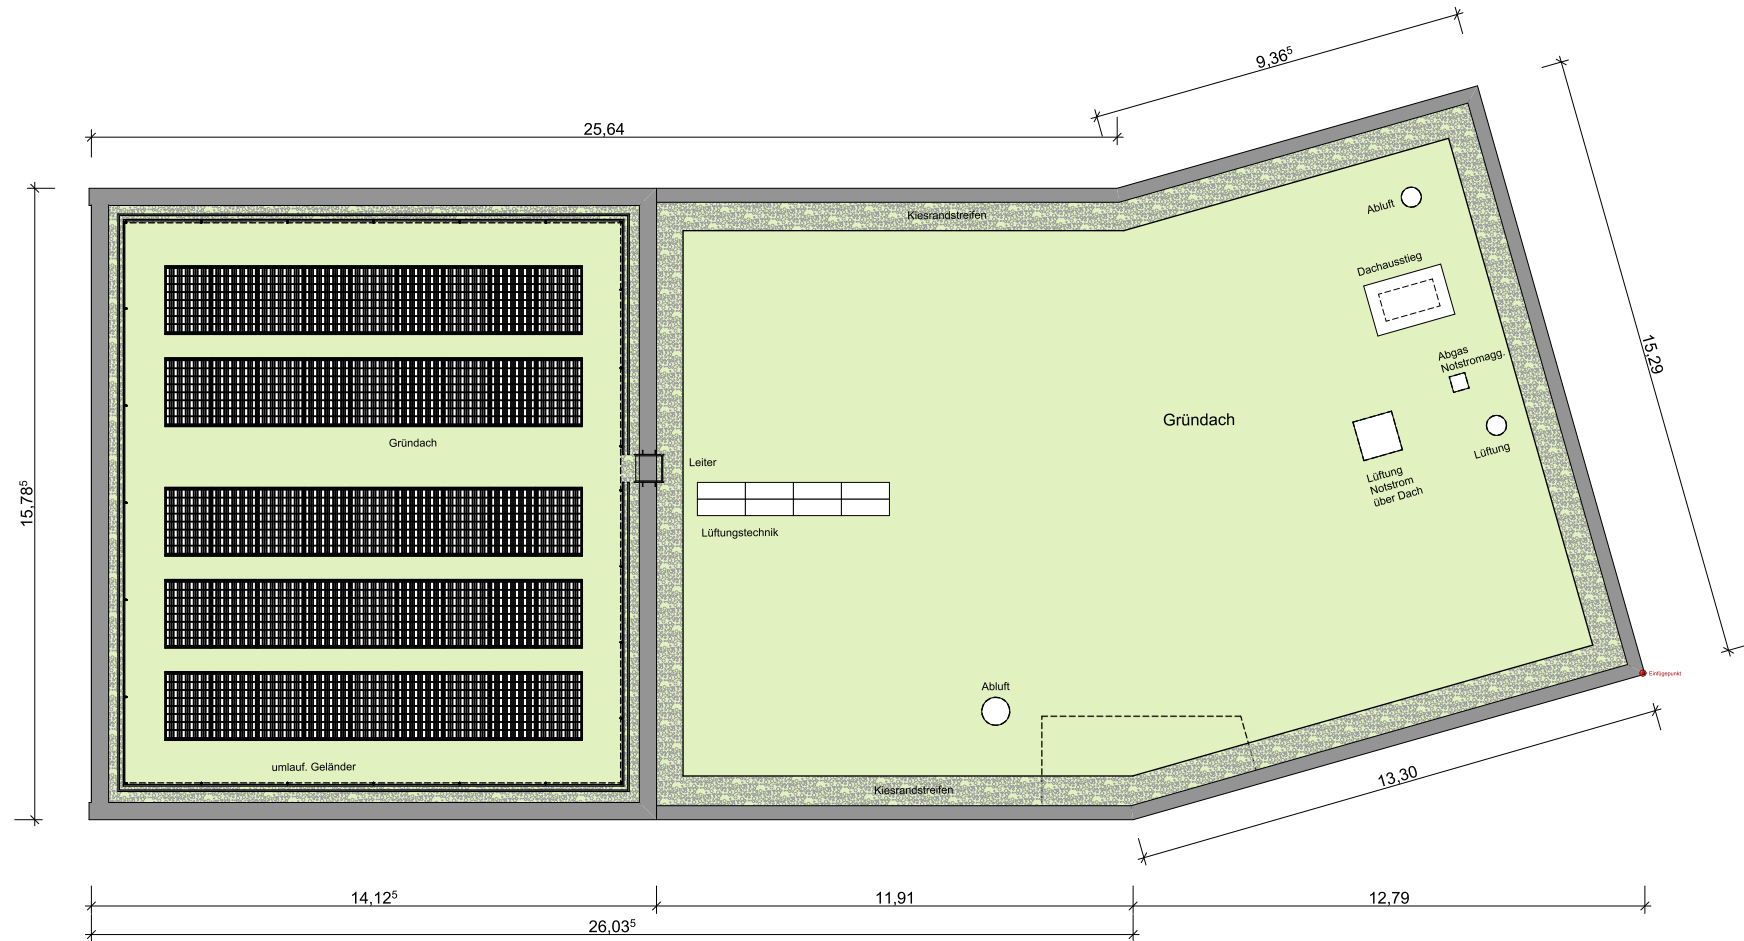 9,36⁵
25,64
Kiesrandstreifen
Abluft
Dachausstieg
Abgas
Notstromagg.
15,29
Gründach
Gründach
Leiter
Lüftung
Lüftung
Notstrom
über Dach
15,78⁵
Lüftungstechnik
Einfügepunkt
Abluft
umlauf. Geländer
Kiesrandstreifen
13,30
14,12⁵
11,91
12,79
26,03⁵